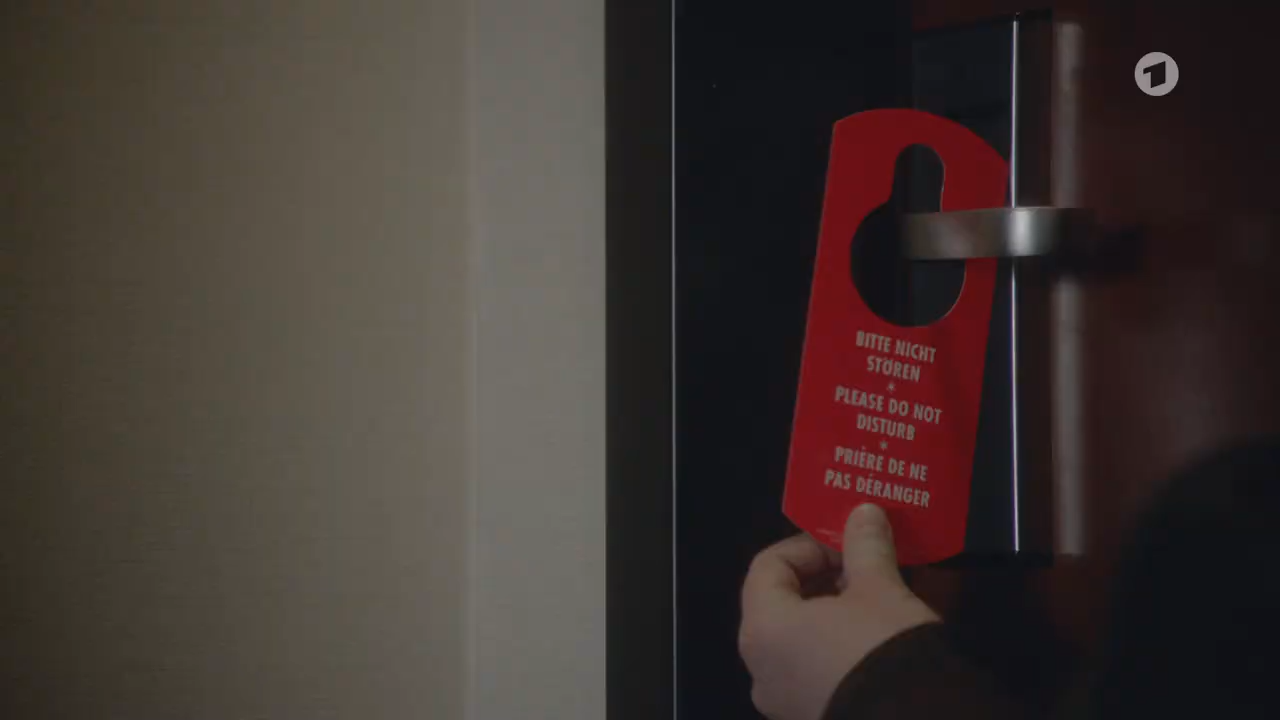 BITTE NICHT
STÖREN
*
PLEASE DO NOT
DISTURB
*
PRIÈRE DE NE
PAS DÉRANGER